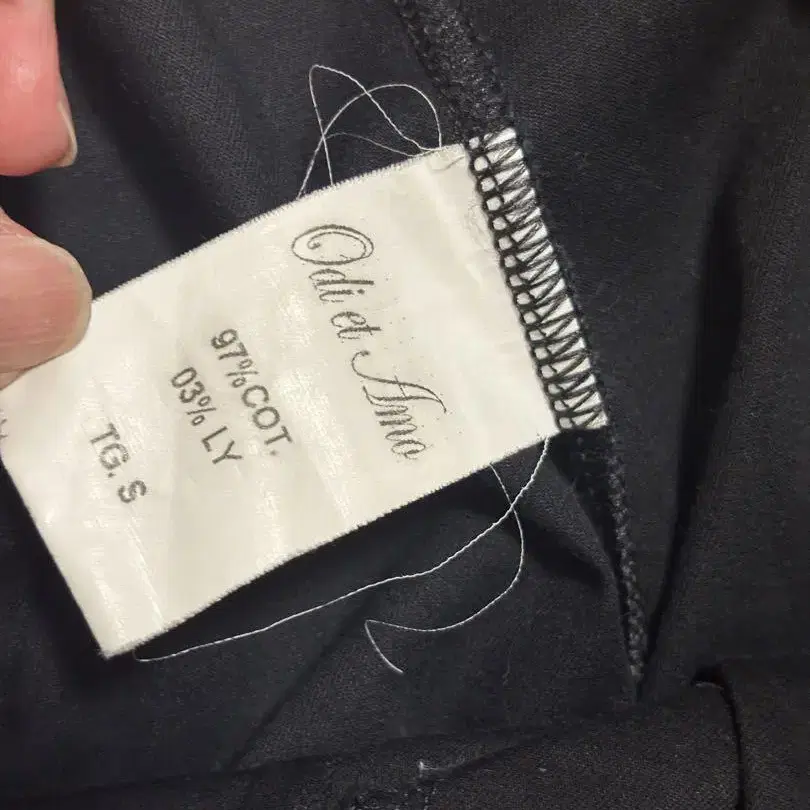 Odi et Amo
97%COT.
03% LY
TG. S